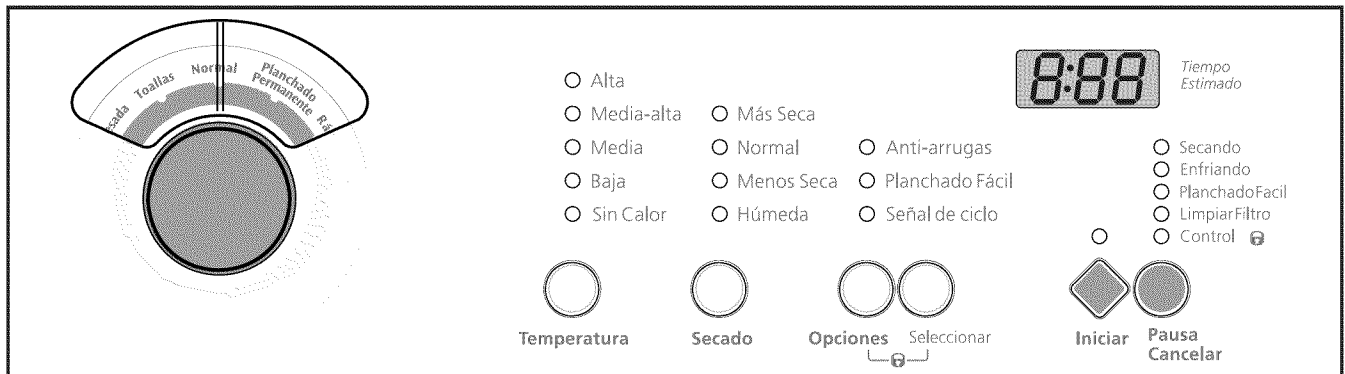 Toallas
Normal
Planchado
Permanente
Alta
Media-alta
Media
Baja
Sin Calor
Más Seca
Normal
Menos Seca
Húmeda
Anti-arrugas
Planchado Fácil
Señal de ciclo
8:88
Tiempo
Estimado
Secando
Enfriando
PlanchadoFacil
LimpiarFiltro
Control
Temperatura
Secado
Opciones
Seleccionar
Iniciar
Pausa
Cancelar